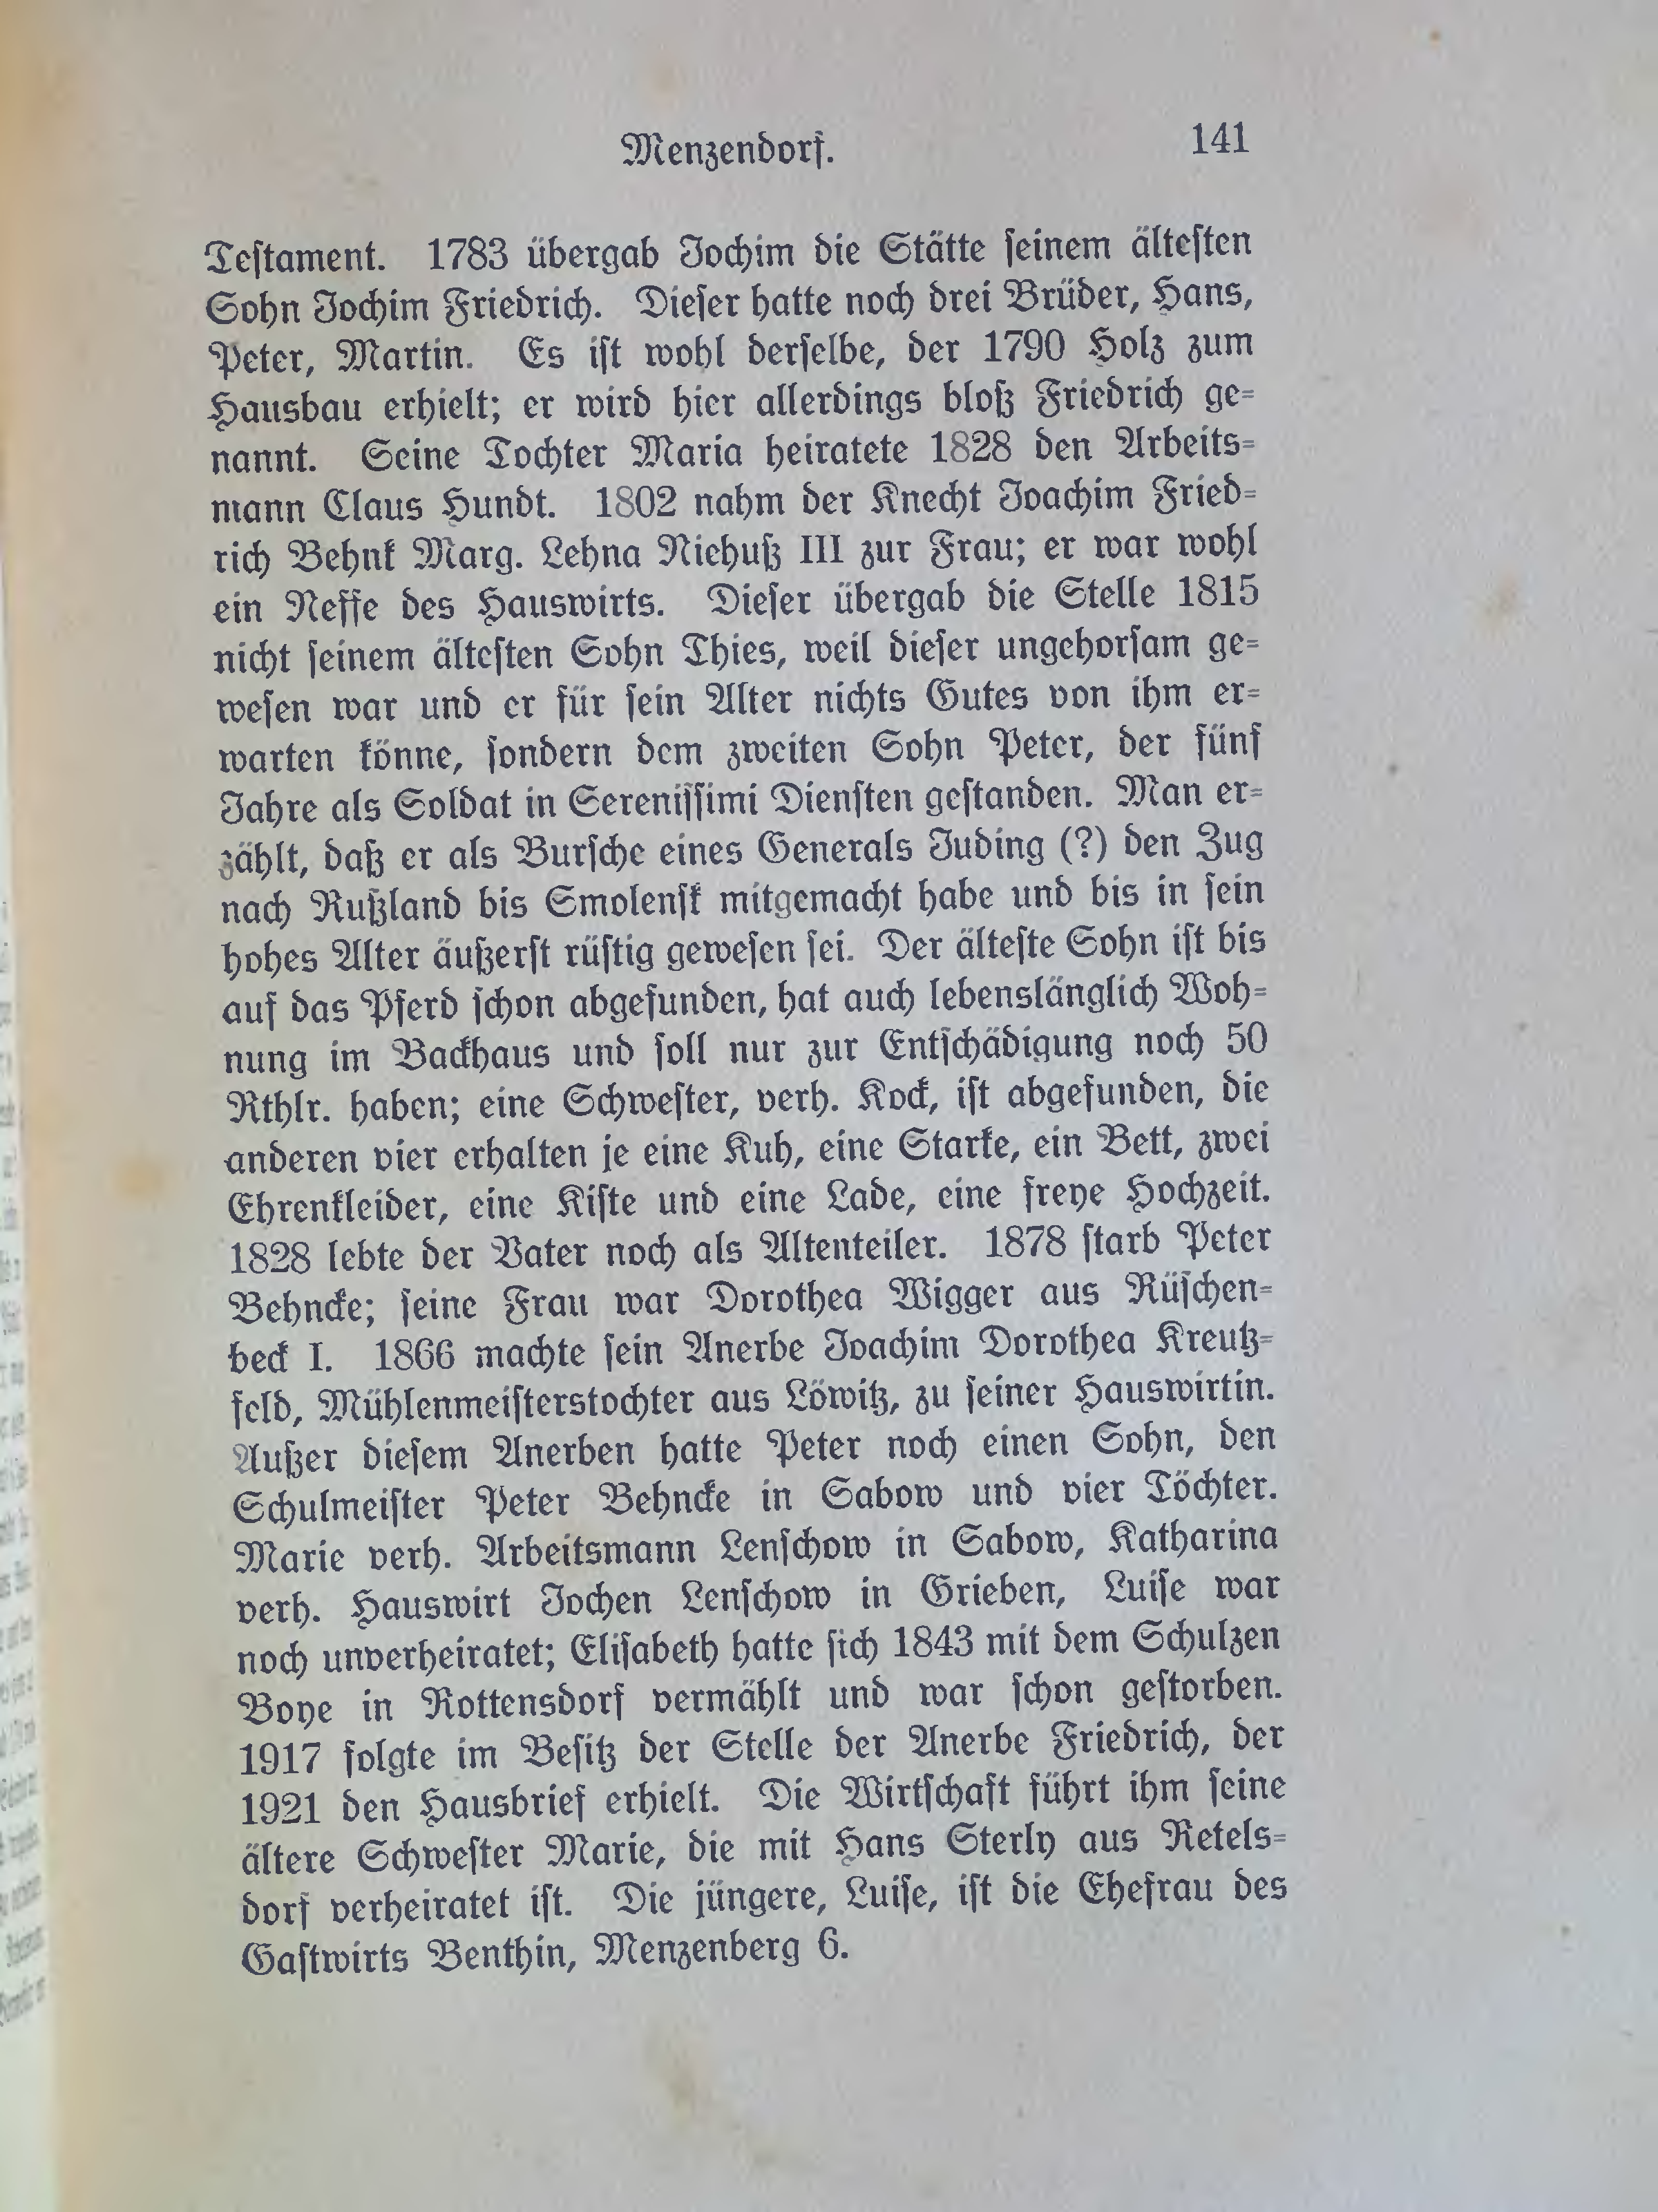 Menzendorf. 141
Teſtament. 1783 übergab Jochim die Stätte ſeinem älteſten
Sohn Jochim Friedrich. Dieſer hatte noch drei Brüder, Hans,
Peter, Martin. Es iſt wohl derſelbe, der 1790 Holz zum
Hausbau erhielt; er wird hier allerdings bloß Friedrich ge-
nannt. Seine Tochter Maria heiratete 1828 den Arbeits-
mann Claus Hundt. 1802 nahm der Knecht Joachim Fried-
rich Behnk Marg. Lehna Niehuß III zur Frau; er war wohl
ein Neffe des Hauswirts. Dieſer übergab die Stelle 1815
nicht ſeinem älteſten Sohn Thies, weil dieſer ungehorſam ge-
weſen war und er für ſein Alter nichts Gutes von ihm er-
warten könne, ſondern dem zweiten Sohn Peter, der fünf
Jahre als Soldat in Sereniſſimi Dienſten geſtanden. Man er-
zählt, daß er als Burſche eines Generals Juding (?) den Zug
nach Rußland bis Smolenſk mitgemacht habe und bis in ſein
hohes Alter äußerſt rüſtig geweſen ſei. Der älteſte Sohn iſt bis
auf das Pferd ſchon abgefunden, hat auch lebenslänglich Woh-
nung im Backhaus und ſoll nur zur Entſchädigung noch 50
Rthlr. haben; eine Schweſter, verh. Kock, iſt abgefunden, die
anderen vier erhalten je eine Kuh, eine Starke, ein Bett, zwei
Ehrenkleider, eine Kiſte und eine Lade, eine freye Hochzeit.
1828 lebte der Vater noch als Altenteiler. 1878 ſtarb Peter
Behncke; ſeine Frau war Dorothea Wigger aus Rüſchen-
beck I. 1866 machte ſein Anerbe Joachim Dorothea Kreutz-
feld, Mühlenmeiſterstochter aus Löwitz, zu ſeiner Hauswirtin.
Außer dieſem Anerben hatte Peter noch einen Sohn, den
Schulmeiſter Peter Behncke in Sabow und vier Töchter.
Marie verh. Arbeitsmann Lenſchow in Sabow, Katharina
verh. Hauswirt Jochen Lenſchow in Grieben, Luiſe war
noch unverheiratet; Eliſabeth hatte ſich 1843 mit dem Schulzen
Boye in Rottensdorf vermählt und war ſchon geſtorben.
1917 folgte im Beſitz der Stelle der Anerbe Friedrich, der
1921 den Hausbrief erhielt. Die Wirtſchaft führt ihm ſeine
ältere Schweſter Marie, die mit Hans Sterly aus Retels-
dorf verheiratet iſt. Die jüngere, Luiſe, iſt die Ehefrau des
Gaſtwirts Benthin, Menzenberg 6.